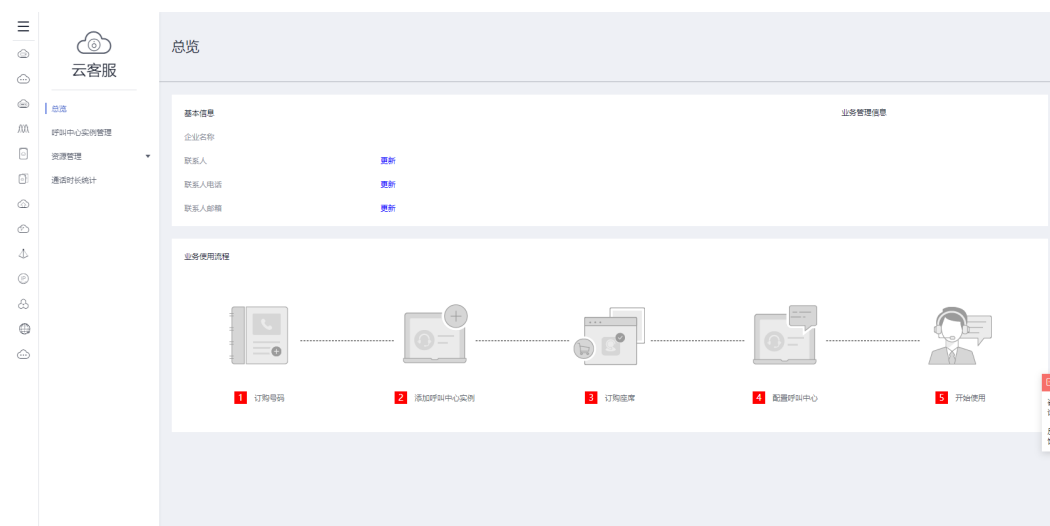 云客服
总览
呼叫中心实例管理
资源管理
通话时长统计
总览
基本信息
业务管理信息
企业名称
联系人 更新
联系人电话 更新
联系人邮箱 更新
业务使用流程
1 订购号码
2 添加呼叫中心实例
3 订购座席
4 配置呼叫中心
5 开始使用